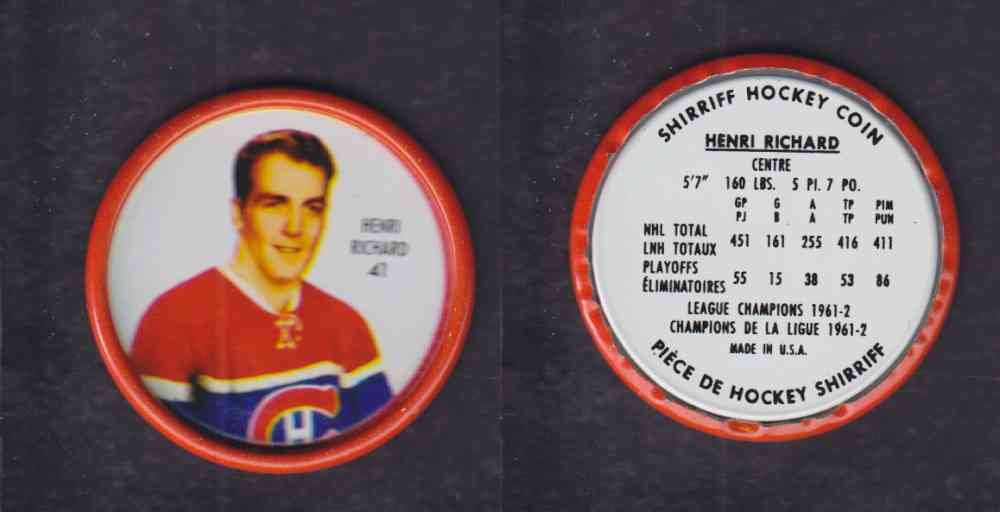 HENRI
RICHARD
41
SHIRRIFF HOCKEY COIN
HENRI RICHARD
CENTRE
5'7" 160 LBS. 5 PI. 7 PO.
GP G A TP PIM
PJ B A TP PUN
NHL TOTAL
LNH TOTAUX 451 161 255 416 411
PLAYOFFS
ÉLIMINATOIRES 55 15 38 53 86
LEAGUE CHAMPIONS 1961-2
CHAMPIONS DE LA LIGUE 1961-2
MADE IN U.S.A.
PIÈCE DE HOCKEY SHIRRIFF